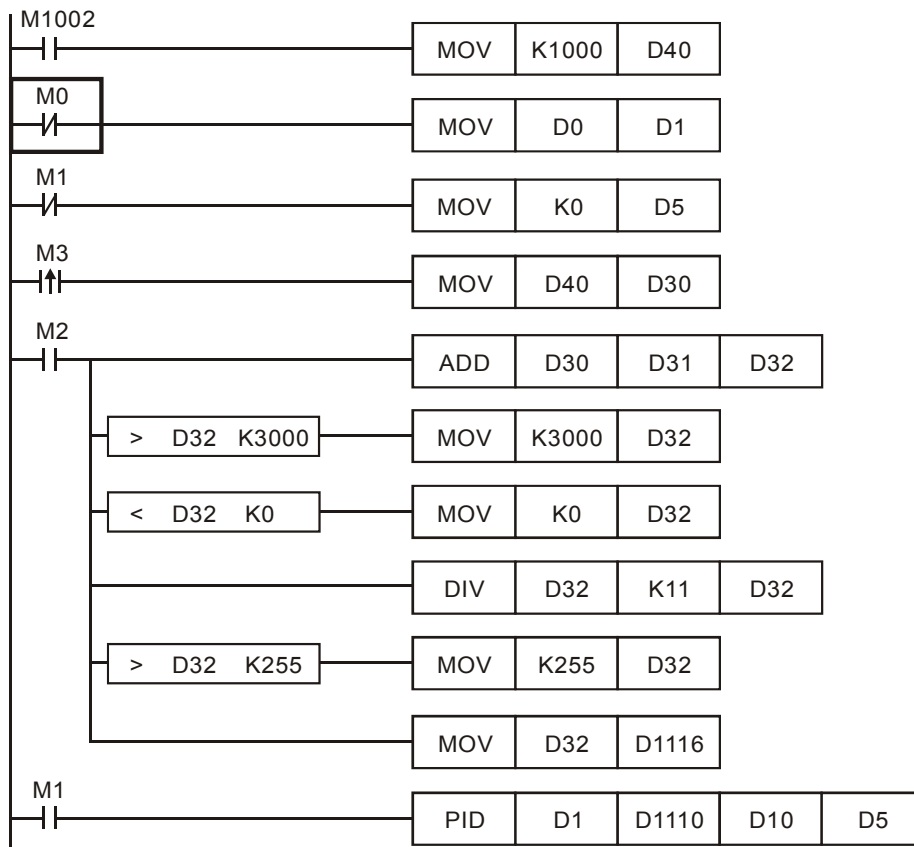 M1002
MOV K1000 D40
M0
MOV D0 D1
M1
MOV K0 D5
M3
MOV D40 D30
M2
ADD D30 D31 D32
> D32 K3000 MOV K3000 D32
< D32 K0 MOV K0 D32
DIV D32 K11 D32
> D32 K255 MOV K255 D32
MOV D32 D1116
M1
PID D1 D1110 D10 D5